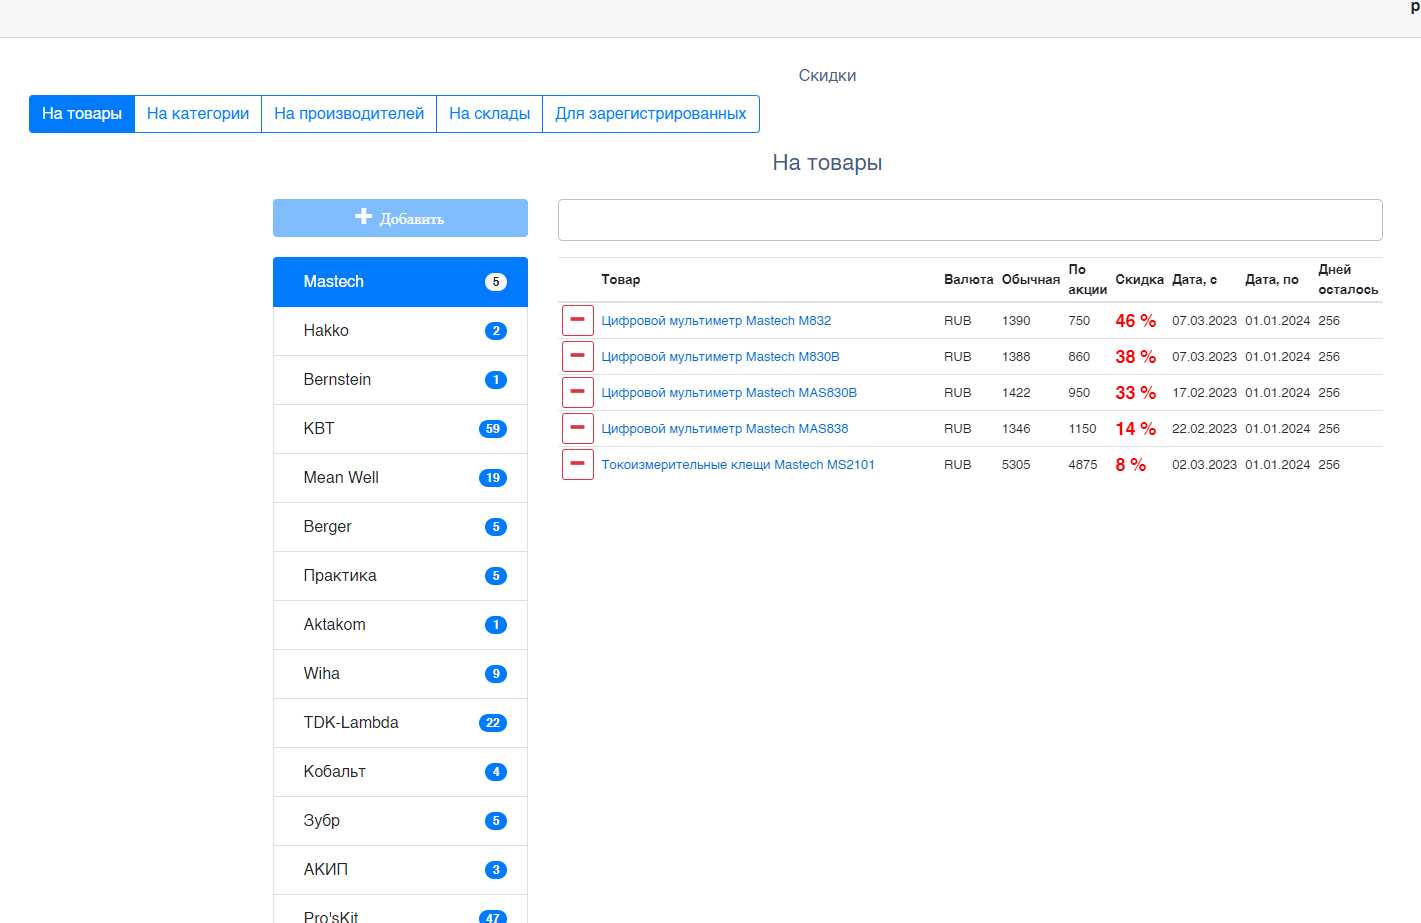 р
Скидки
На товары На категории На производителей На склады Для зарегистрированных
На товары
Добавить
Mastech 5
Hakko 2
Bernstein 1
КВТ 59
Mean Well 19
Berger 5
Практика 5
Aktakom 1
Wiha 9
TDK-Lambda 22
Кобальт 4
Зубр 5
АКИП 3
Pro'sKit 47
Товар Валюта Обычная По акции Скидка Дата, с Дата, по Дней осталось
Цифровой мультиметр Mastech M832 RUB 1390 750 46 % 07.03.2023 01.01.2024 256
Цифровой мультиметр Mastech M830B RUB 1388 860 38 % 07.03.2023 01.01.2024 256
Цифровой мультиметр Mastech MAS830B RUB 1422 950 33 % 17.02.2023 01.01.2024 256
Цифровой мультиметр Mastech MAS838 RUB 1346 1150 14 % 22.02.2023 01.01.2024 256
Токоизмерительные клещи Mastech MS2101 RUB 5305 4875 8 % 02.03.2023 01.01.2024 256